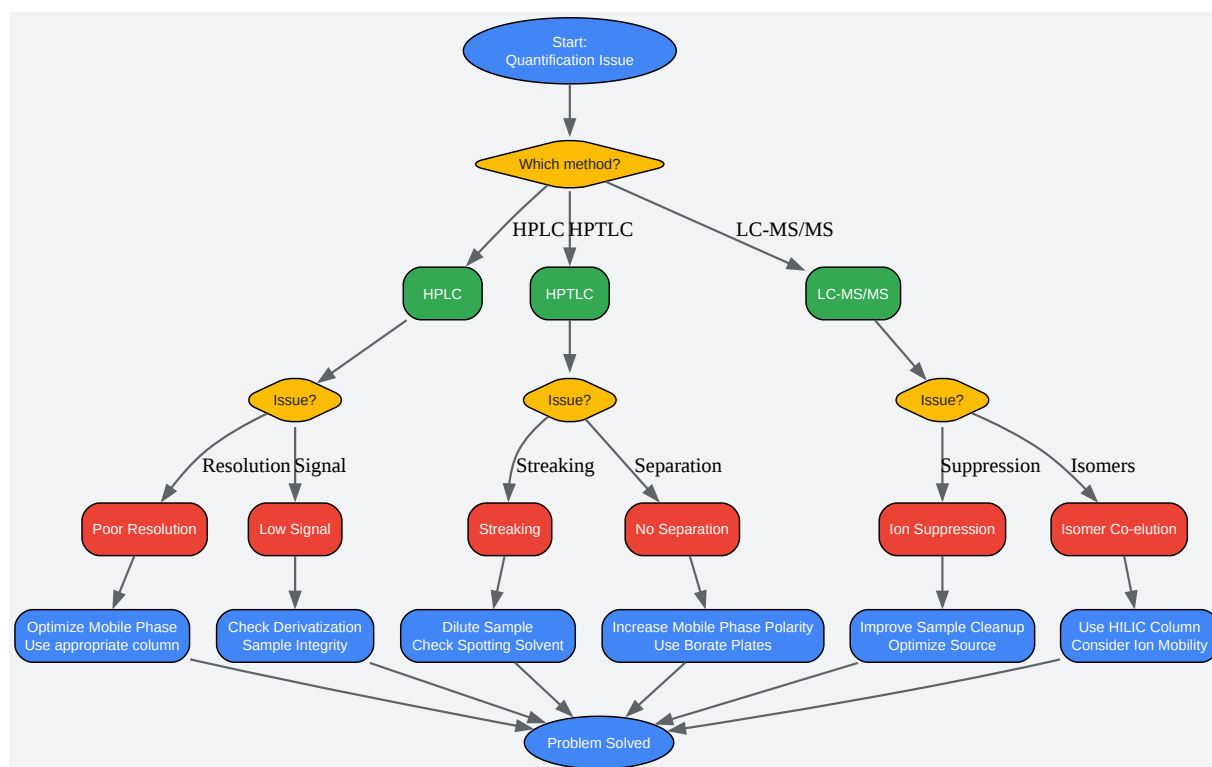 Start:
Quantification Issue
Which method?
HPLC
HPTLC
LC-MS/MS
HPLC
HPTLC
LC-MS/MS
Issue?
Issue?
Issue?
Resolution
Signal
Streaking
Separation
Suppression
Isomers
Poor Resolution
Low Signal
Streaking
No Separation
Ion Suppression
Isomer Co-elution
Optimize Mobile Phase
Use appropriate column
Check Derivatization
Sample Integrity
Dilute Sample
Check Spotting Solvent
Increase Mobile Phase Polarity
Use Borate Plates
Improve Sample Cleanup
Optimize Source
Use HILIC Column
Consider Ion Mobility
Problem Solved